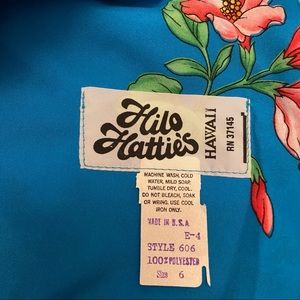 Hilo
Hattie's
HAWAII
RN 37145
MACHINE WASH, COLD
WATER, MILD SOAP,
TUMBLE DRY, COOL.
DO NOT BLEACH, SOAK
OR WRING. USE COOL
IRON ONLY.
MADE IN U.S.A
E-4
STYLE 606
100%POLYESTER
Size 6